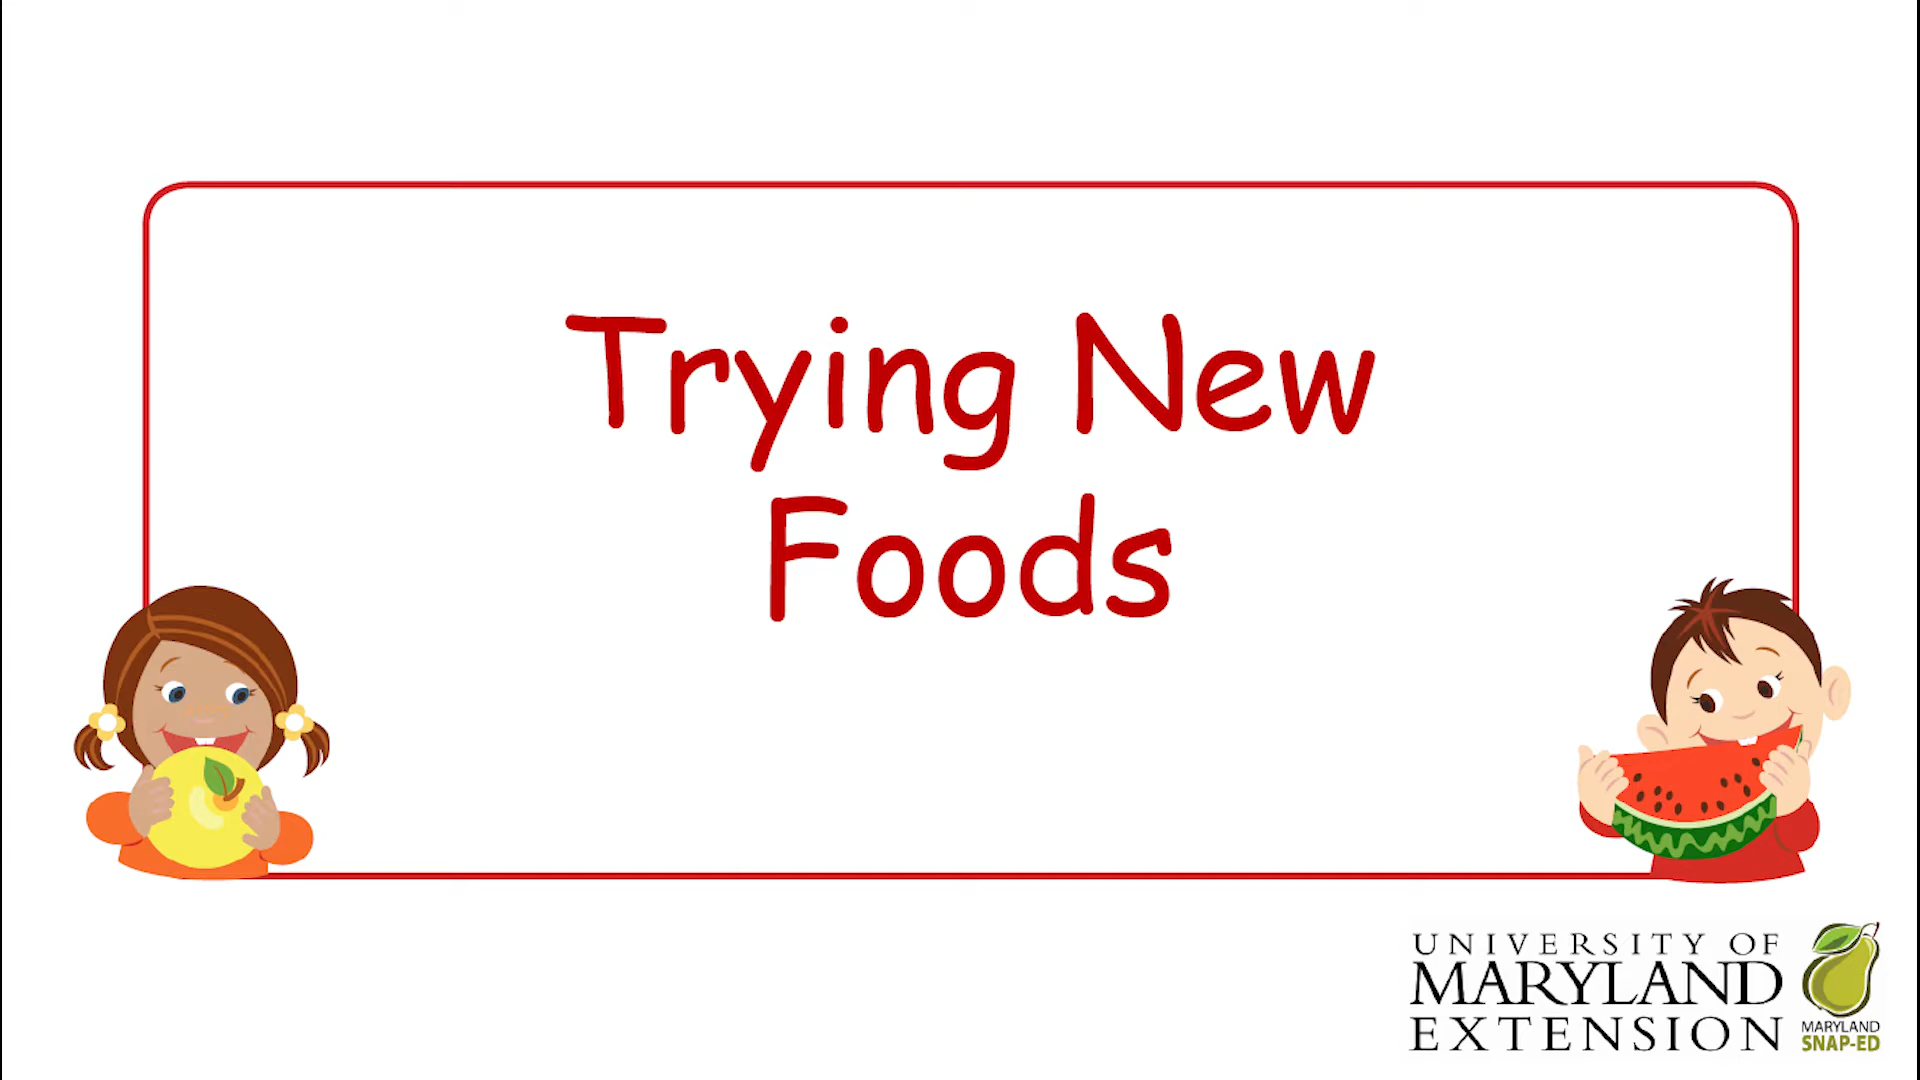 Trying New
Foods
UNIVERSITY OF
MARYLAND
EXTENSION
MARYLAND
SNAP-ED